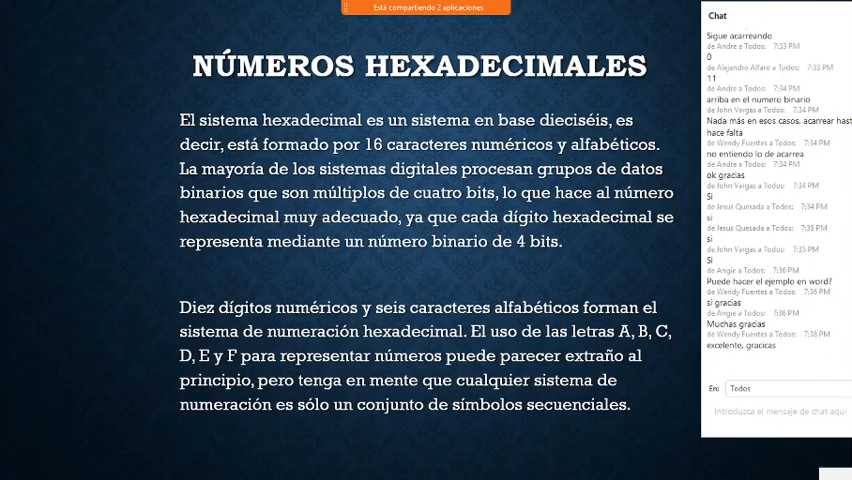 Está compartiendo 2 aplicaciones
NÚMEROS HEXADECIMALES
El sistema hexadecimal es un sistema en base dieciséis, es
decir, está formado por 16 caracteres numéricos y alfabéticos.
La mayoría de los sistemas digitales procesan grupos de datos
binarios que son múltiplos de cuatro bits, lo que hace al número
hexadecimal muy adecuado, ya que cada dígito hexadecimal se
representa mediante un número binario de 4 bits.
Diez dígitos numéricos y seis caracteres alfabéticos forman el
sistema de numeración hexadecimal. El uso de las letras A, B, C,
D, E y F para representar números puede parecer extraño al
principio, pero tenga en mente que cualquier sistema de
numeración es sólo un conjunto de símbolos secuenciales.
Chat
Sigue acarreando
de Andre a Todos: 7:33 PM
0
de Alejandro Alfaro a Todos: 7:33 PM
11
de Andre a Todos: 7:34 PM
arriba en el numero binario
de John Vargas a Todos: 7:34 PM
Nada más en esos casos, acarrear hast
hace falta
de Wendy Fuentes a Todos: 7:34 PM
no entiendo lo de acarrea
de Andre a Todos: 7:34 PM
ok gracias
de John Vargas a Todos: 7:34 PM
Si
de Jesus Quesada a Todos: 7:34 PM
si
de Jesus Quesada a Todos: 7:35 PM
si
de John Vargas a Todos: 7:35 PM
Si
de Angie a Todos: 7:36 PM
Puede hacer el ejemplo en word?
de Wendy Fuentes a Todos: 7:36 PM
si gracias
de Angie a Todos: 7:36 PM
Muchas gracias
de Wendy Fuentes a Todos: 7:38 PM
excelente, gracicas
En: Todos
Introduzca el mensaje de chat aquí